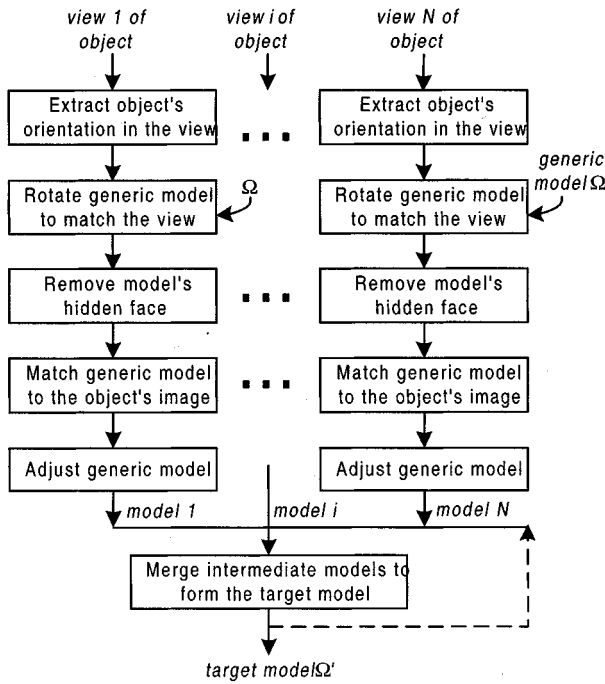 view 1 of
object
view i of
object
view N of
object
Extract object's
orientation in the view
Extract object's
orientation in the view
Rotate generic model
to match the view
Ω
Rotate generic model
to match the view
generic
model Ω
Remove model's
hidden face
Remove model's
hidden face
Match generic model
to the object's image
Match generic model
to the object's image
Adjust generic model
Adjust generic model
model 1
model i
model N
Merge intermediate models to
form the target model
target modelΩ'